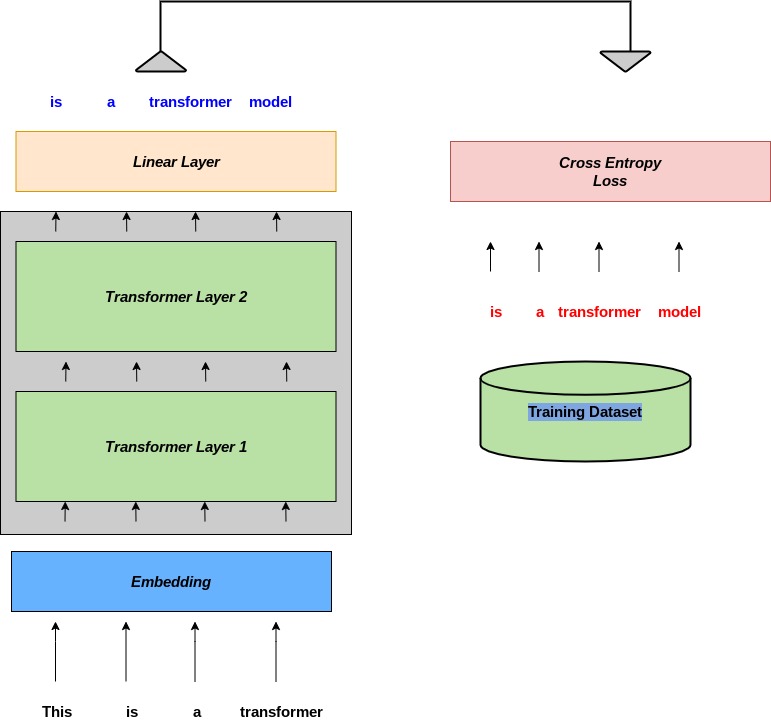 is a transformer model
Linear Layer
Transformer Layer 2
Transformer Layer 1
Embedding
This is a transformer
Cross Entropy
Loss
is a transformer model
Training Dataset